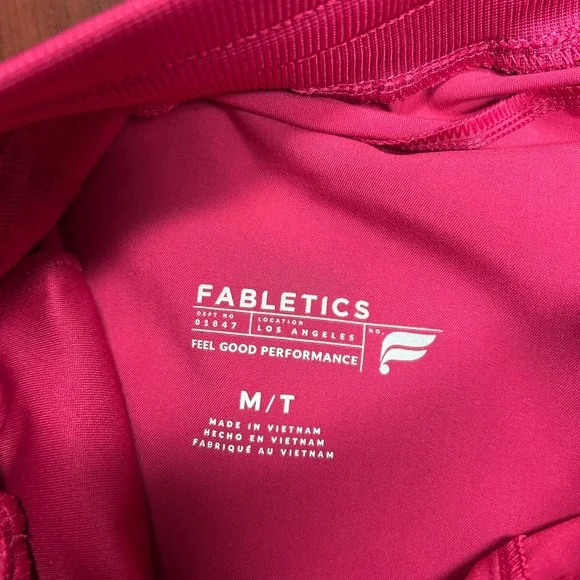 FABLETICS
DEPT NO
01847
LOCATION
LOS ANGELES
NO.
FEEL GOOD PERFORMANCE
M/T
MADE IN VIETNAM
HECHO EN VIETNAM
FABRIQUÉ AU VIETNAM